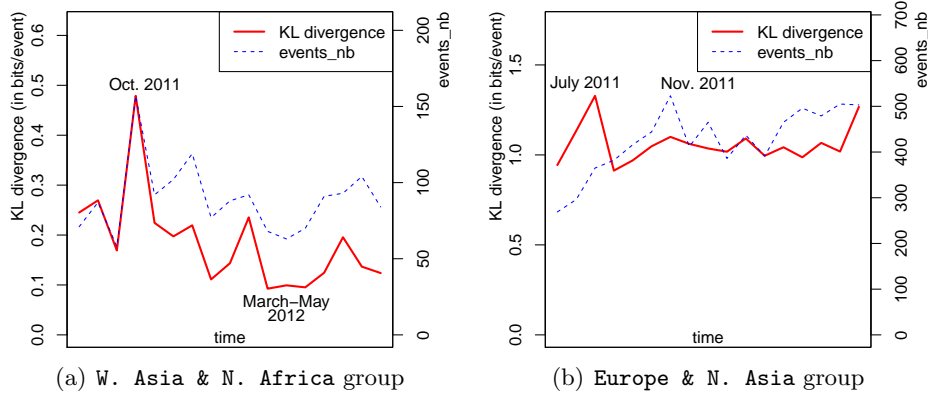 KL divergence (in bits/event)
0.0 0.1 0.2 0.3 0.4 0.5 0.6
KL divergence
events_nb
Oct. 2011
March−May
2012
time
0 50 100 150 200
events_nb
(a) W. Asia & N. Africa group
KL divergence (in bits/event)
0.0 0.5 1.0 1.5
KL divergence
events_nb
July 2011
Nov. 2011
time
0 100 200 300 400 500 600 700
events_nb
(b) Europe & N. Asia group